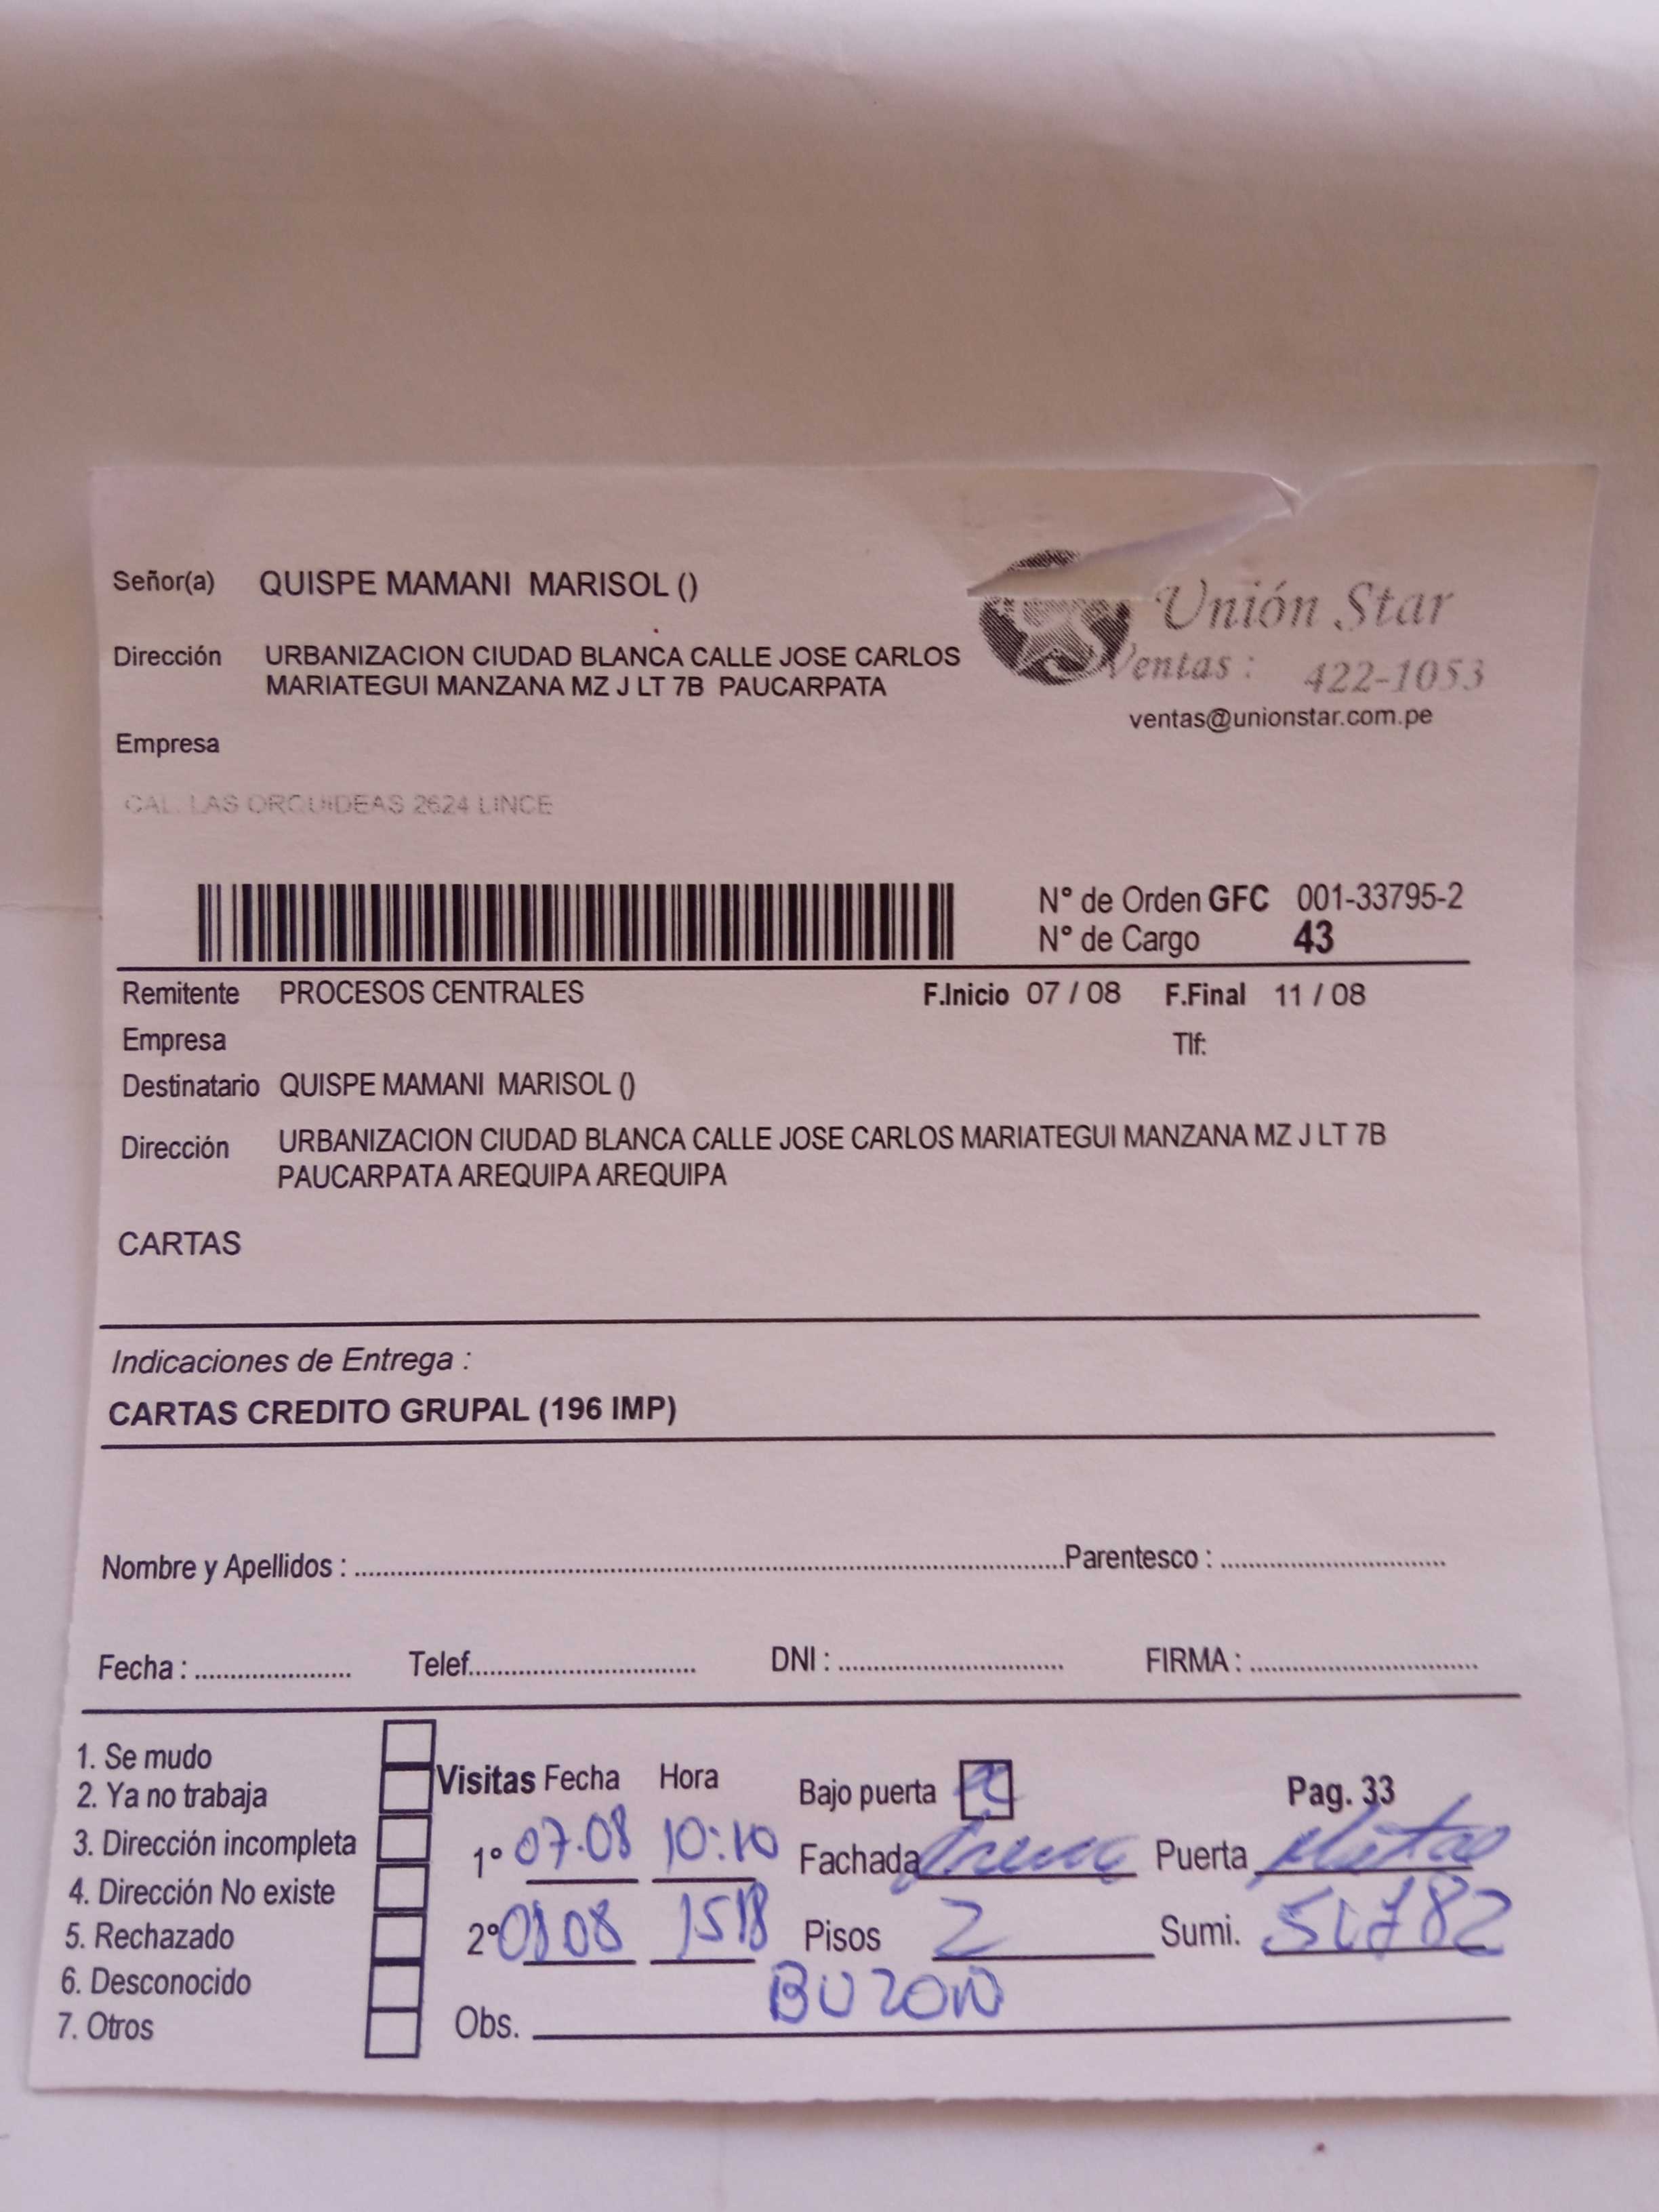 Señor(a) QUISPE MAMANI MARISOL ()
Unión Star
Dirección URBANIZACION CIUDAD BLANCA CALLE JOSE CARLOS
MARIATEGUI MANZANA MZ J LT 7B PAUCARPATA
Ventas : 422-1053
ventas@unionstar.com.pe
Empresa
CAL. LAS ORQUIDEAS 2624 LINCE
N° de Orden GFC 001-33795-2
N° de Cargo 43
Remitente PROCESOS CENTRALES F.Inicio 07 / 08 F.Final 11 / 08
Empresa Tlf:
Destinatario QUISPE MAMANI MARISOL ()
Dirección URBANIZACION CIUDAD BLANCA CALLE JOSE CARLOS MARIATEGUI MANZANA MZ J LT 7B
PAUCARPATA AREQUIPA AREQUIPA
CARTAS
Indicaciones de Entrega :
CARTAS CREDITO GRUPAL (196 IMP)
Nombre y Apellidos : Parentesco :
Fecha : Telef. DNI : FIRMA :
1. Se mudo
2. Ya no trabaja
3. Dirección incompleta
4. Dirección No existe
5. Rechazado
6. Desconocido
7. Otros
Visitas Fecha Hora Bajo puerta Pag. 33
1° 07.08 10:10 Fachada Puerta
2° 08 Pisos 2 Sumi.
Obs. BUZON